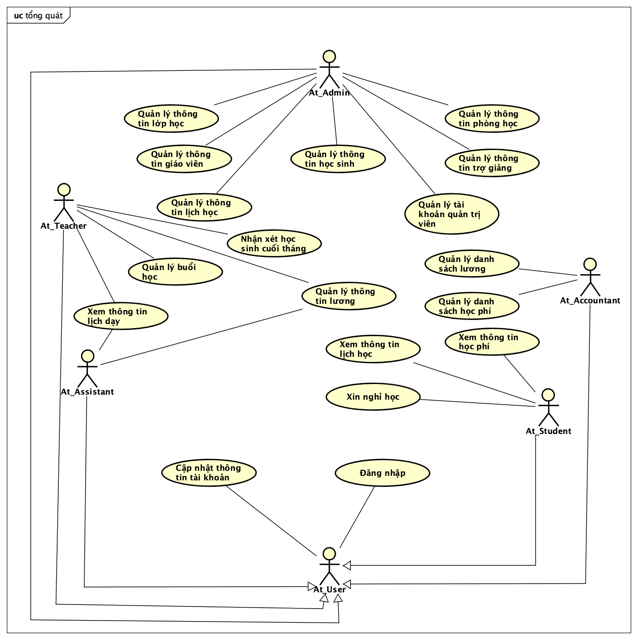 uc tổng quát
At_Admin
Quản lý thông
tin lớp học
Quản lý thông
tin phòng học
Quản lý thông
tin giáo viên
Quản lý thông
tin học sinh
Quản lý thông
tin trợ giảng
Quản lý thông
tin lịch học
Quản lý tài
khoản quản trị
viên
At_Teacher
Nhận xét học
sinh cuối tháng
Quản lý buổi
học
Quản lý danh
sách lương
Quản lý thông
tin lương
Quản lý danh
sách học phí
At_Accountant
Xem thông tin
lịch dạy
Xem thông tin
lịch học
Xem thông tin
học phí
At_Assistant
Xin nghỉ học
At_Student
Cập nhật thông
tin tài khoản
Đăng nhập
At_User